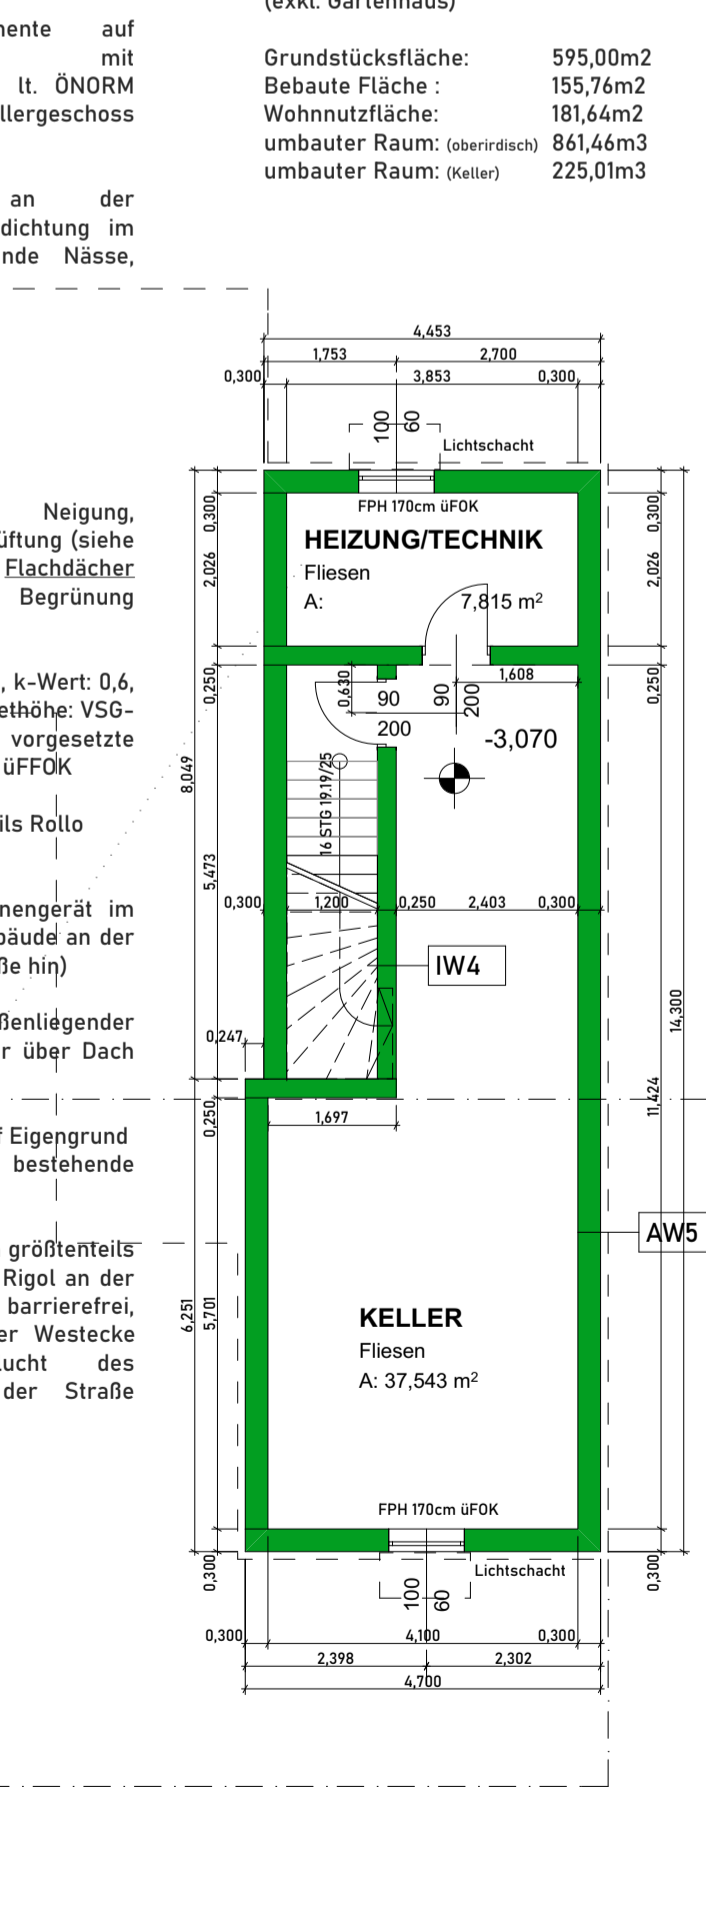 (exkl. Gartenhaus)
mente auf
mit
lt. ÖNORM
llergeschoss
Grundstücksfläche: 595,00m2
Bebaute Fläche : 155,76m2
Wohnnutzfläche: 181,64m2
umbauter Raum: (oberirdisch) 861,46m3
umbauter Raum: (Keller) 225,01m3
an der
dichtung im
nde Nässe,
4,453
1,753 2,700
0,300 3,853 0,300
100
60
Lichtschacht
FPH 170cm üFOK
Neigung,
üftung (siehe
Flachdächer
Begrünung
0,300
2,026
HEIZUNG/TECHNIK
Fliesen
A: 7,815 m²
0,300
2,026
, k-Wert: 0,6,
ethöhe: VSG-
vorgesetzte
üFFOK
ils Rollo
0,250
0,630
90
200
90
200
1,608
0,250
-3,070
8,049
16 STG 19.19/25
5,473
0,300 1,200 0,250 2,403 0,300
nengerät im
bäude an der
ße hin)
IW4
ßenliegender
r über Dach
0,247
14,300
11,424
0,250
1,697
f Eigengrund
bestehende
größtenteils
Rigol an der
barrierefrei,
er Westecke
lucht des
der Straße
AW5
6,251
5,701
KELLER
Fliesen
A: 37,543 m²
FPH 170cm üFOK
Lichtschacht
0,300
100
60
0,300
0,300 4,100 0,300
2,398 2,302
4,700